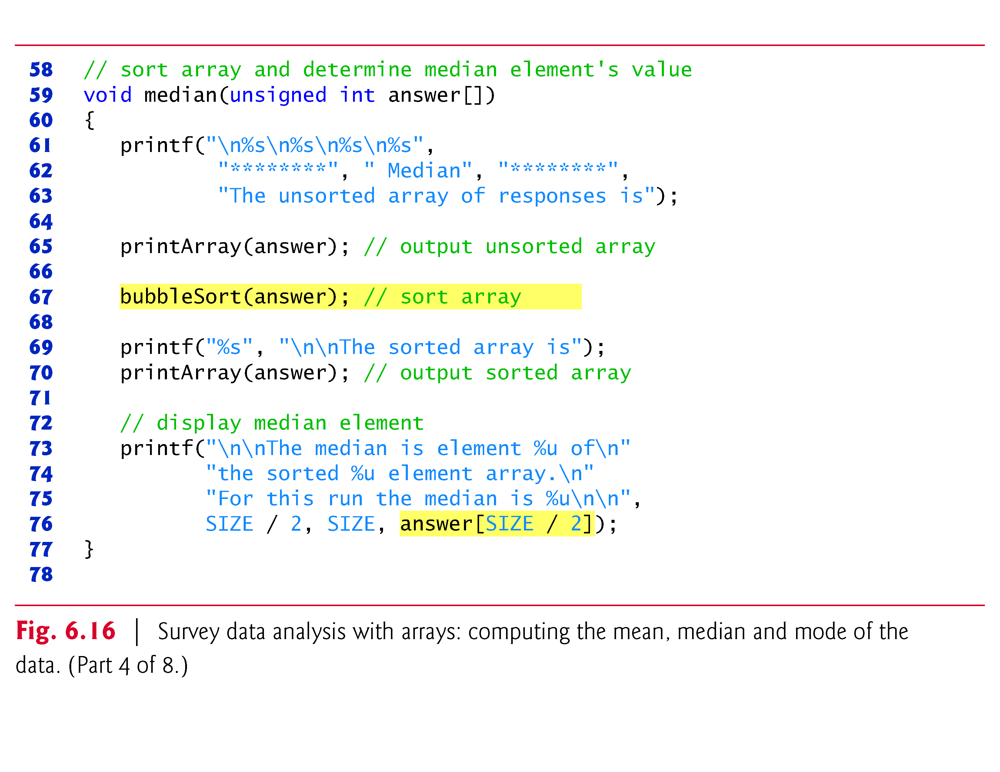 58 // sort array and determine median element's value
59 void median(unsigned int answer[])
60 {
61 printf("\n%s\n%s\n%s\n%s",
62 "********", " Median", "********",
63 "The unsorted array of responses is");
64
65 printArray(answer); // output unsorted array
66
67 bubbleSort(answer); // sort array
68
69 printf("%s", "\n\nThe sorted array is");
70 printArray(answer); // output sorted array
71
72 // display median element
73 printf("\n\nThe median is element %u of\n"
74 "the sorted %u element array.\n"
75 "For this run the median is %u\n\n",
76 SIZE / 2, SIZE, answer[SIZE / 2]);
77 }
78
Fig. 6.16 | Survey data analysis with arrays: computing the mean, median and mode of the
data. (Part 4 of 8.)